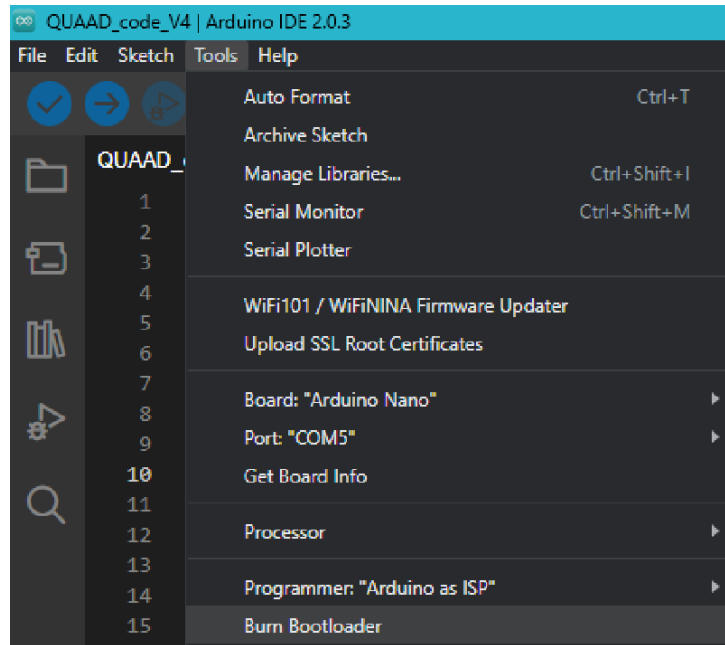 QUAAD_code_V4 | Arduino IDE 2.0.3
File Edit Sketch Tools Help
Auto Format Ctrl+T
Archive Sketch
QUAAD_
Manage Libraries... Ctrl+Shift+I
1
Serial Monitor Ctrl+Shift+M
2
Serial Plotter
3
4
WiFi101 / WiFiNINA Firmware Updater
5
Upload SSL Root Certificates
6
7
Board: "Arduino Nano"
8
Port: "COM5"
9
10
Get Board Info
11
12
Processor
13
14
Programmer: "Arduino as ISP"
15
Burn Bootloader